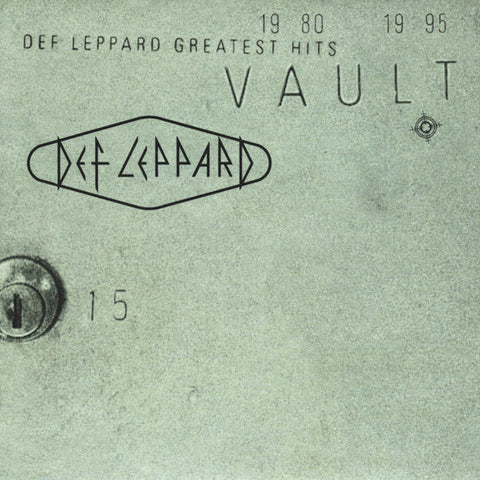 19 80 19 95
DEF LEPPARD GREATEST HITS
VAULT
DEF LEPPARD
15